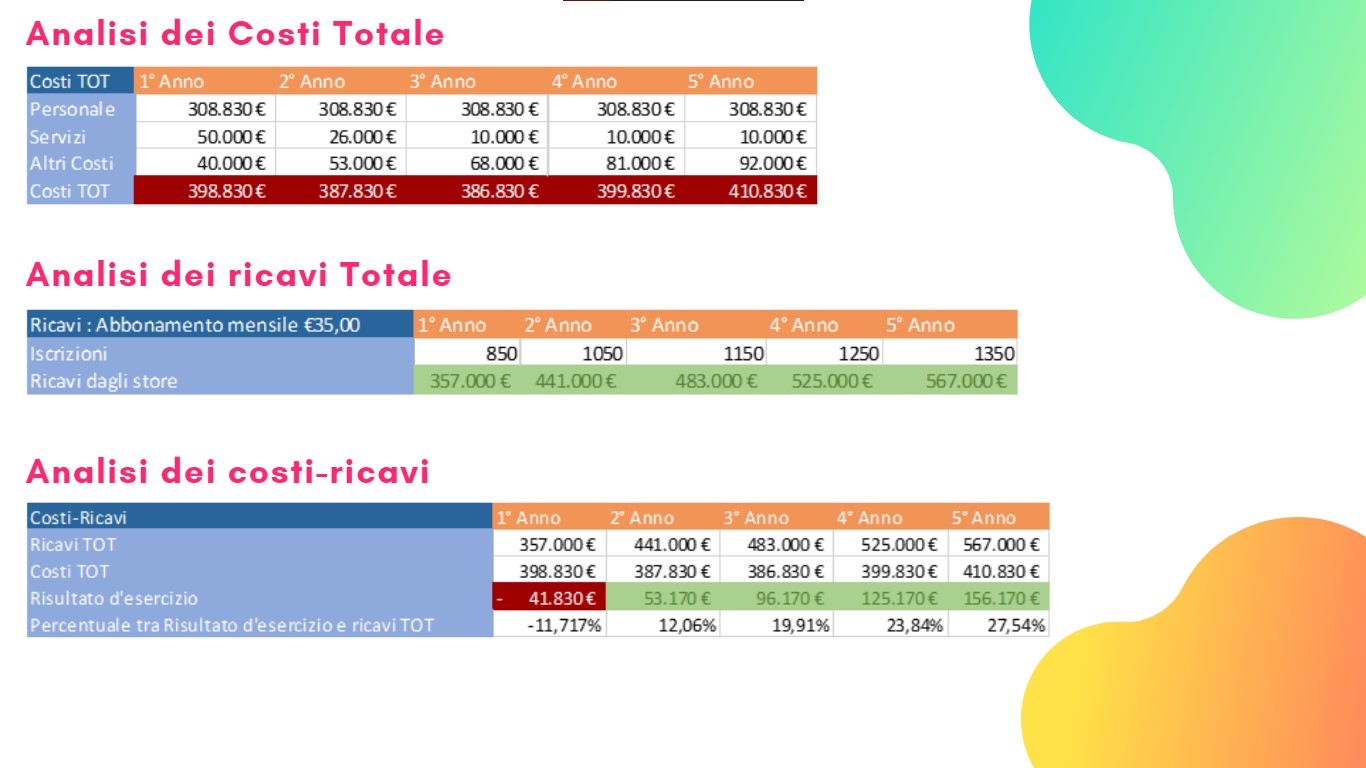 Analisi dei Costi Totale
Costi TOT 1° Anno 2° Anno 3° Anno 4° Anno 5° Anno
Personale 308.830 € 308.830 € 308.830 € 308.830 € 308.830 €
Servizi 50.000 € 26.000 € 10.000 € 10.000 € 10.000 €
Altri Costi 40.000 € 53.000 € 68.000 € 81.000 € 92.000 €
Costi TOT 398.830 € 387.830 € 386.830 € 399.830 € 410.830 €
Analisi dei ricavi Totale
Ricavi : Abbonamento mensile €35,00 1° Anno 2° Anno 3° Anno 4° Anno 5° Anno
Iscrizioni 850 1050 1150 1250 1350
Ricavi dagli store 357.000 € 441.000 € 483.000 € 525.000 € 567.000 €
Analisi dei costi-ricavi
Costi-Ricavi 1° Anno 2° Anno 3° Anno 4° Anno 5° Anno
Ricavi TOT 357.000 € 441.000 € 483.000 € 525.000 € 567.000 €
Costi TOT 398.830 € 387.830 € 386.830 € 399.830 € 410.830 €
Risultato d'esercizio - 41.830 € 53.170 € 96.170 € 125.170 € 156.170 €
Percentuale tra Risultato d'esercizio e ricavi TOT -11,717% 12,06% 19,91% 23,84% 27,54%